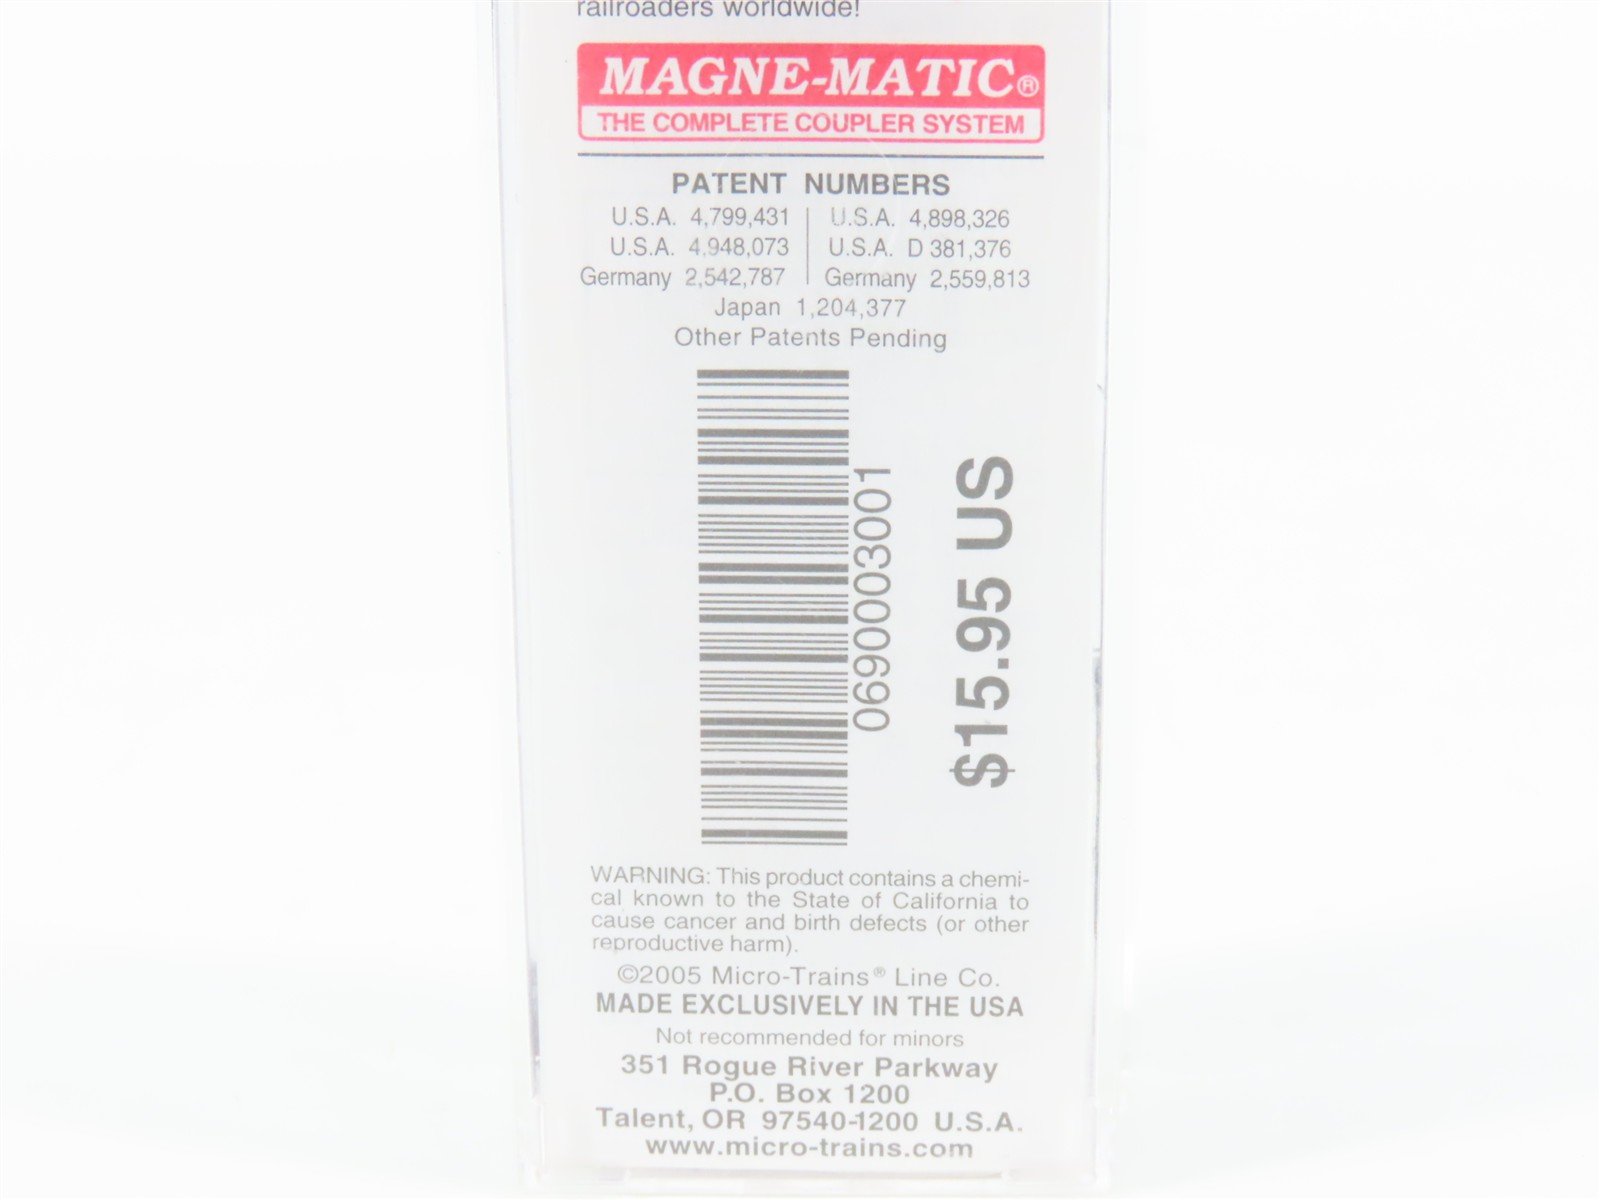 railroaders worldwide!
MAGNE-MATIC®
THE COMPLETE COUPLER SYSTEM
PATENT NUMBERS
U.S.A. 4,799,431 | U.S.A. 4,898,326
U.S.A. 4,948,073 | U.S.A. D 381,376
Germany 2,542,787 | Germany 2,559,813
Japan 1,204,377
Other Patents Pending
0690003001
$15.95 US
WARNING: This product contains a chemi-
cal known to the State of California to
cause cancer and birth defects (or other
reproductive harm).
©2005 Micro-Trains® Line Co.
MADE EXCLUSIVELY IN THE USA
Not recommended for minors
351 Rogue River Parkway
P.O. Box 1200
Talent, OR 97540-1200 U.S.A.
www.micro-trains.com